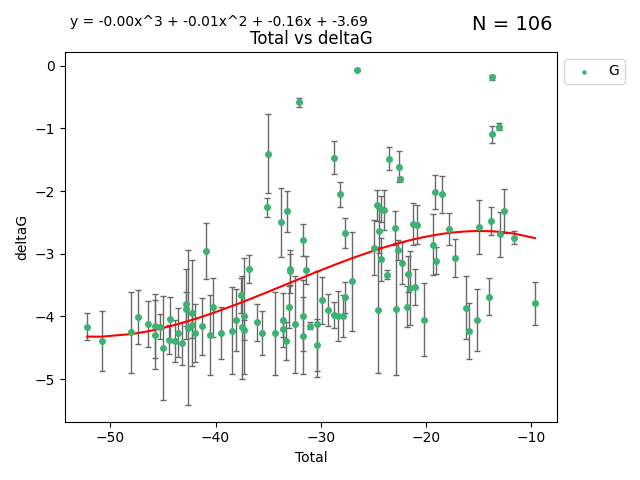 y = -0.00x^3 + -0.01x^2 + -0.16x + -3.69
N = 106
Total vs deltaG
G
deltaG
0
−1
−2
−3
−4
−5
−50
−40
−30
−20
−10
Total